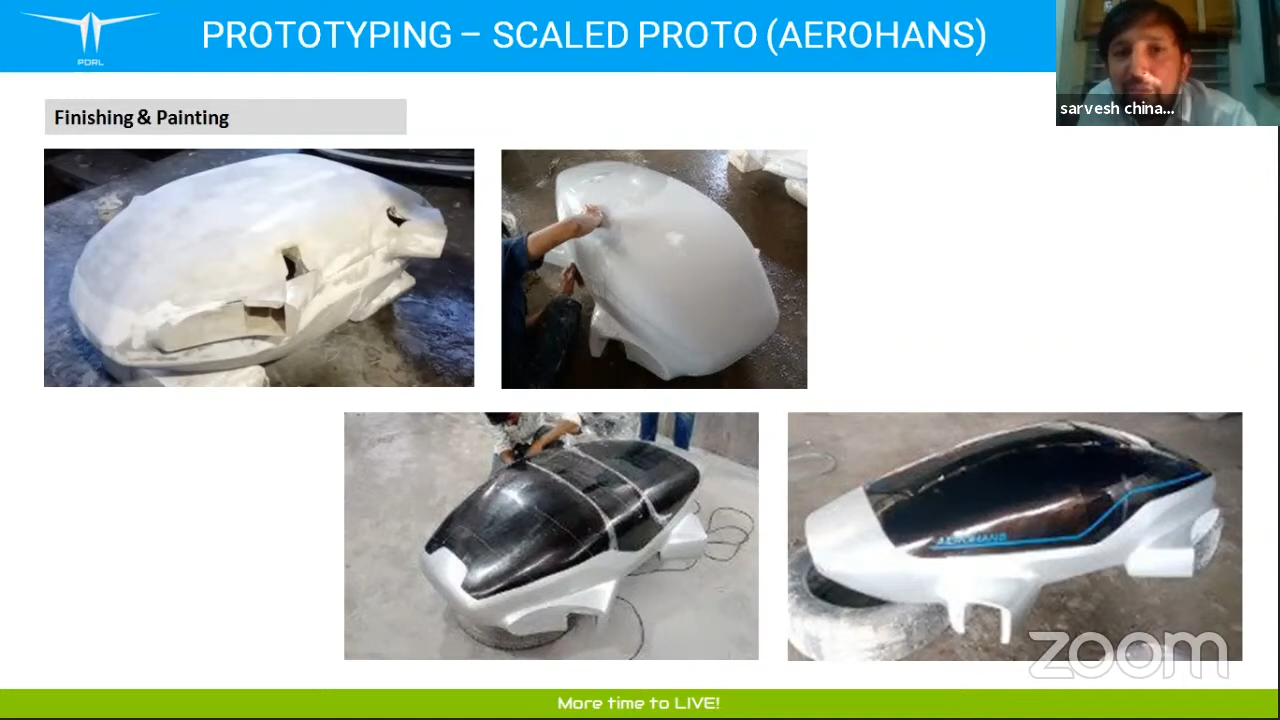 PROTOTYPING – SCALED PROTO (AEROHANS)
PDRL
sarvesh china...
Finishing & Painting
AEROHANS
zoom
More time to LIVE!